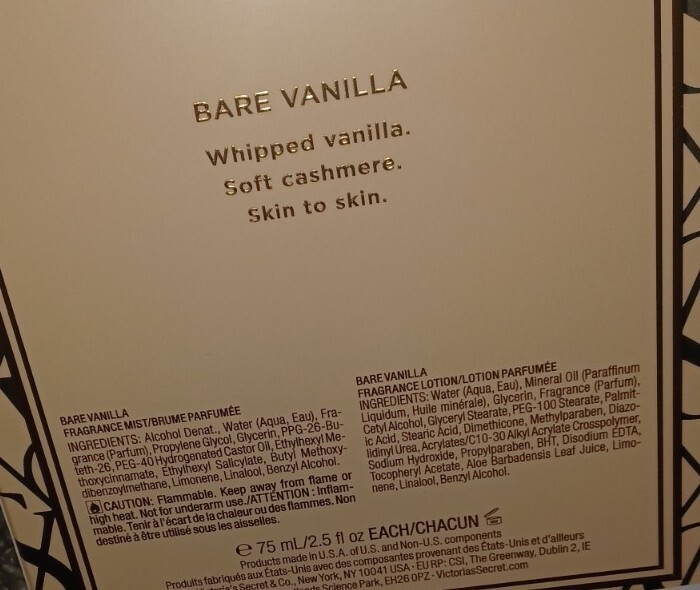 BARE VANILLA
Whipped vanilla.
Soft cashmere.
Skin to skin.
BARE VANILLA
FRAGRANCE MIST/BRUME PARFUMÉE
INGREDIENTS: Alcohol Denat., Water (Aqua, Eau), Fra-
grance (Parfum), Propylene Glycol, Glycerin, PPG-26-Bu-
teth-26, PEG-40 Hydrogenated Castor Oil, Ethylhexyl Me-
thoxycinnamate, Ethylhexyl Salicylate, Butyl Methoxy-
dibenzoylmethane, Limonene, Linalool, Benzyl Alcohol.
CAUTION: Flammable. Keep away from flame or
high heat. Not for underarm use./ATTENTION : Inflam-
mable. Tenir à l'écart de la chaleur ou des flammes. Non
destiné à être utilisé sous les aisselles.
BARE VANILLA
FRAGRANCE LOTION/LOTION PARFUMÉE
INGREDIENTS: Water (Aqua, Eau), Mineral Oil (Paraffinum
Liquidum, Huile minérale), Glycerin, Fragrance (Parfum),
Cetyl Alcohol, Glyceryl Stearate, PEG-100 Stearate, Palmit-
ic Acid, Stearic Acid, Dimethicone, Methylparaben, Diazo-
lidinyl Urea, Acrylates/C10-30 Alkyl Acrylate Crosspolymer,
Sodium Hydroxide, Propylparaben, BHT, Disodium EDTA,
Tocopheryl Acetate, Aloe Barbadensis Leaf Juice, Limo-
nene, Linalool, Benzyl Alcohol.
℮ 75 mL/2.5 fl oz EACH/CHACUN
Products made in U.S.A. of U.S. and Non-U.S. components
Produits fabriqués aux États-Unis avec des composantes provenant des États-Unis et d'ailleurs
Secret & Co., New York, NY 10041 USA · EU RP: CSI, The Greenway, Dublin 2, IE
Science Park, EH26 0PZ · VictoriasSecret.com